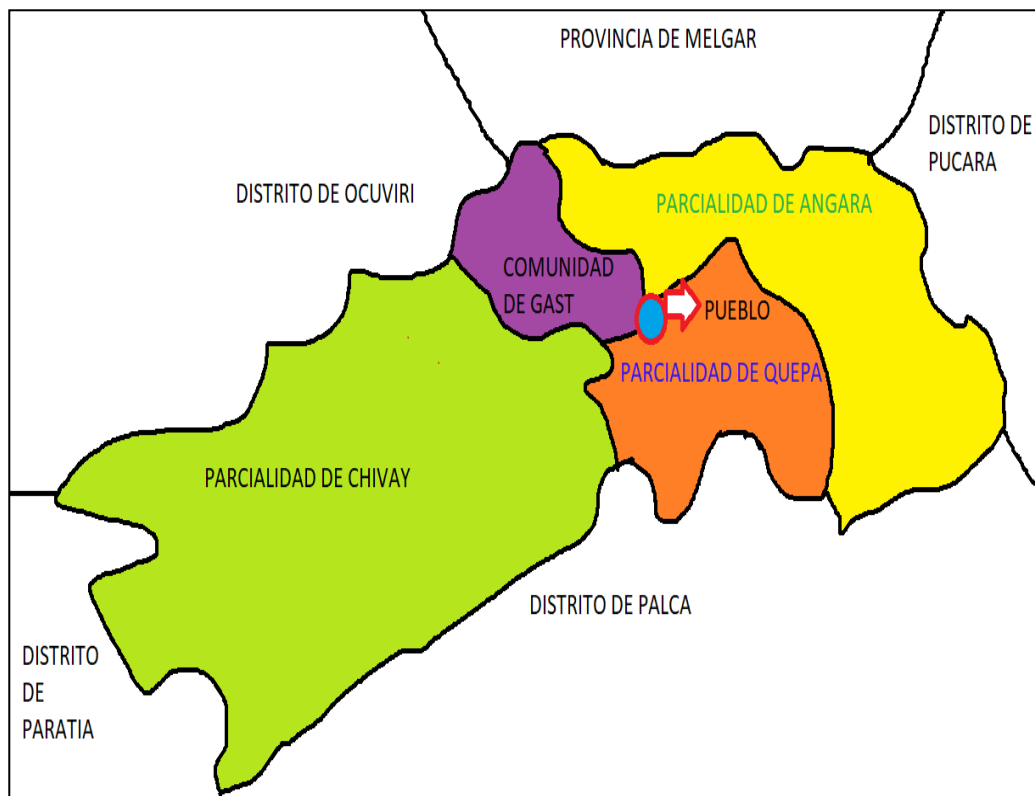 PROVINCIA DE MELGAR
DISTRITO DE
PUCARA
DISTRITO DE OCUVIRI
PARCIALIDAD DE ANGARA
COMUNIDAD
DE GAST
PUEBLO
PARCIALIDAD DE QUEPA
PARCIALIDAD DE CHIVAY
DISTRITO DE PALCA
DISTRITO
DE
PARATIA